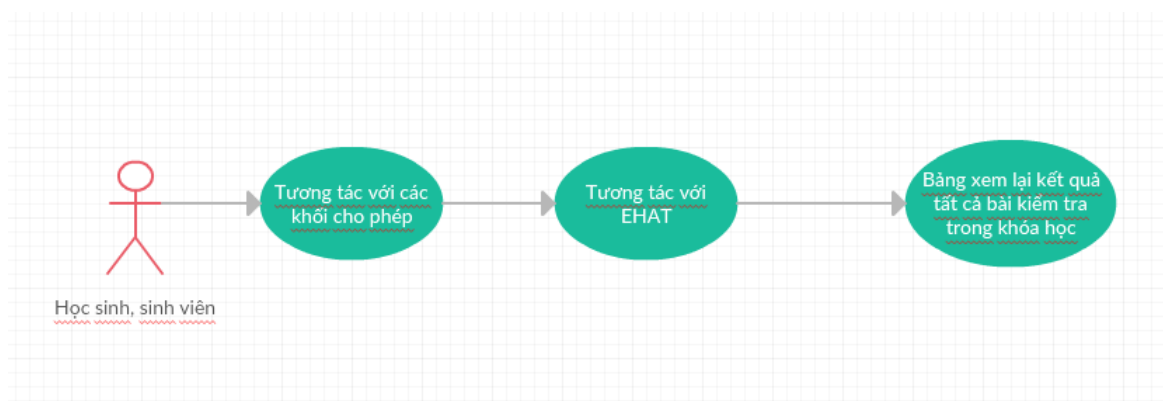 Tương tác với các
khối cho phép
Tương tác với
EHAT
Bảng xem lại kết quả
tất cả bài kiểm tra
trong khóa học
Học sinh, sinh viên